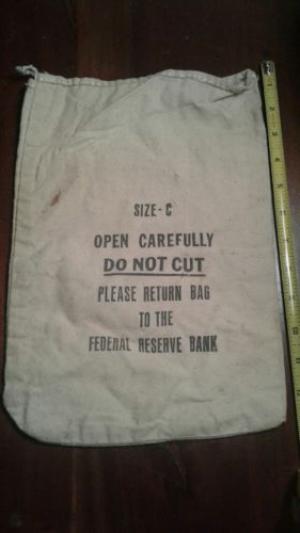 SIZE - C
OPEN CAREFULLY
DO NOT CUT
PLEASE RETURN BAG
TO THE
FEDERAL RESERVE BANK